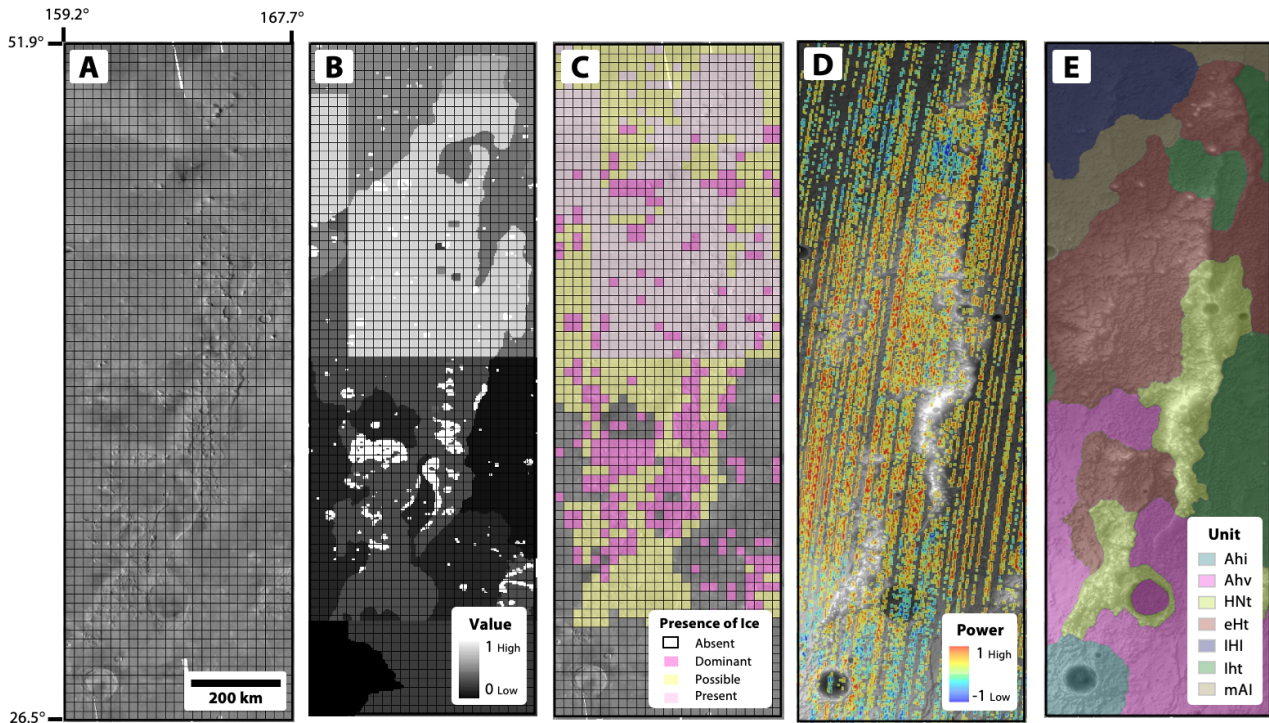 159.2°
167.7°
51.9°
26.5°
A
200 km
B
Value
1 High
0 Low
C
Presence of Ice
Absent
Dominant
Possible
Present
D
Power
1 High
-1 Low
E
Unit
Ahi
Ahv
HNt
eHt
lHl
lht
mAl